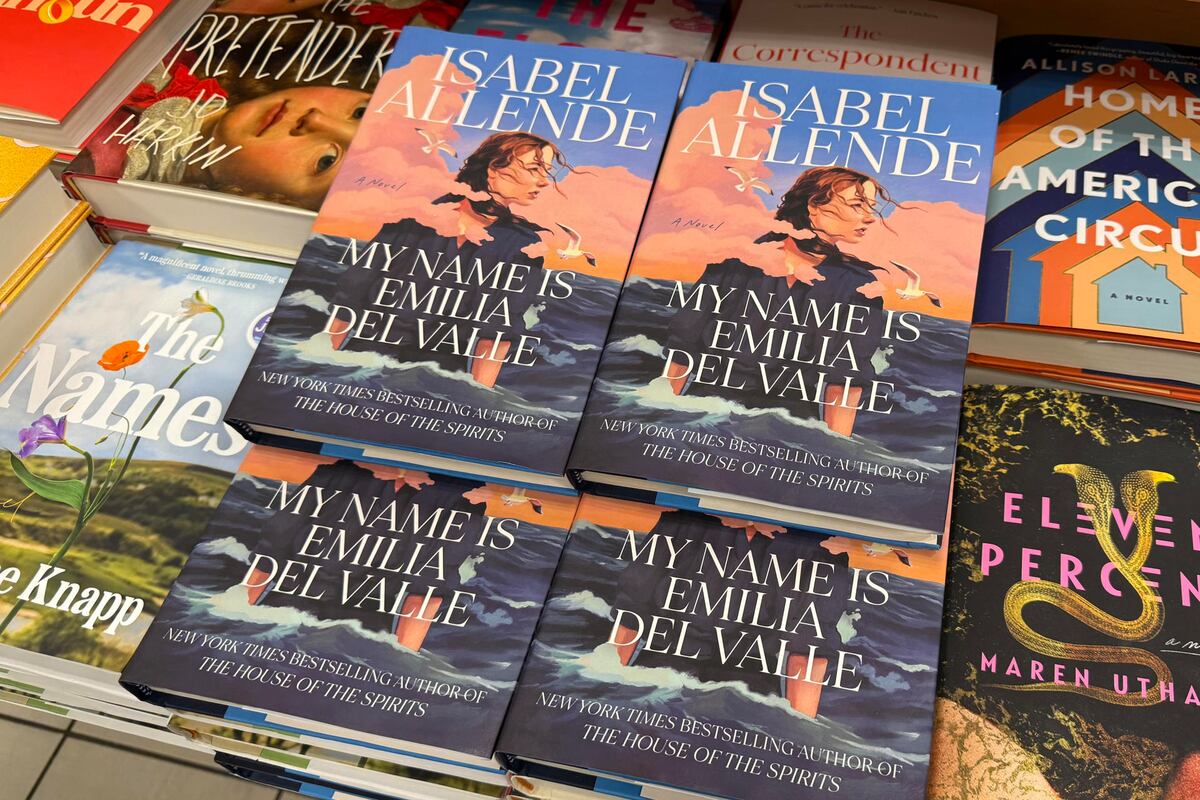 THE
PRETENDER
JO
HARKIN
THE
The
Correspondent
ALLISON LAR
HOME
OF TH
AMERIC
CIRCU
A NOVEL
"A magnificent novel, thrumming w
GERALDINE BROOKS
The
Names
e Knapp
ISABEL
ALLENDE
A Novel
MY NAME IS
EMILIA
DEL VALLE
NEW YORK TIMES BESTSELLING AUTHOR OF
THE HOUSE OF THE SPIRITS
ISABEL
ALLENDE
A Novel
MY NAME IS
EMILIA
DEL VALLE
NEW YORK TIMES BESTSELLING AUTHOR OF
THE HOUSE OF THE SPIRITS
MY NAME IS
EMILIA
DEL VALLE
NEW YORK TIMES BESTSELLING AUTHOR OF
THE HOUSE OF THE SPIRITS
MY NAME IS
EMILIA
DEL VALLE
NEW YORK TIMES BESTSELLING AUTHOR OF
THE HOUSE OF THE SPIRITS
ELEVEN
PERCEN
MAREN UTHA